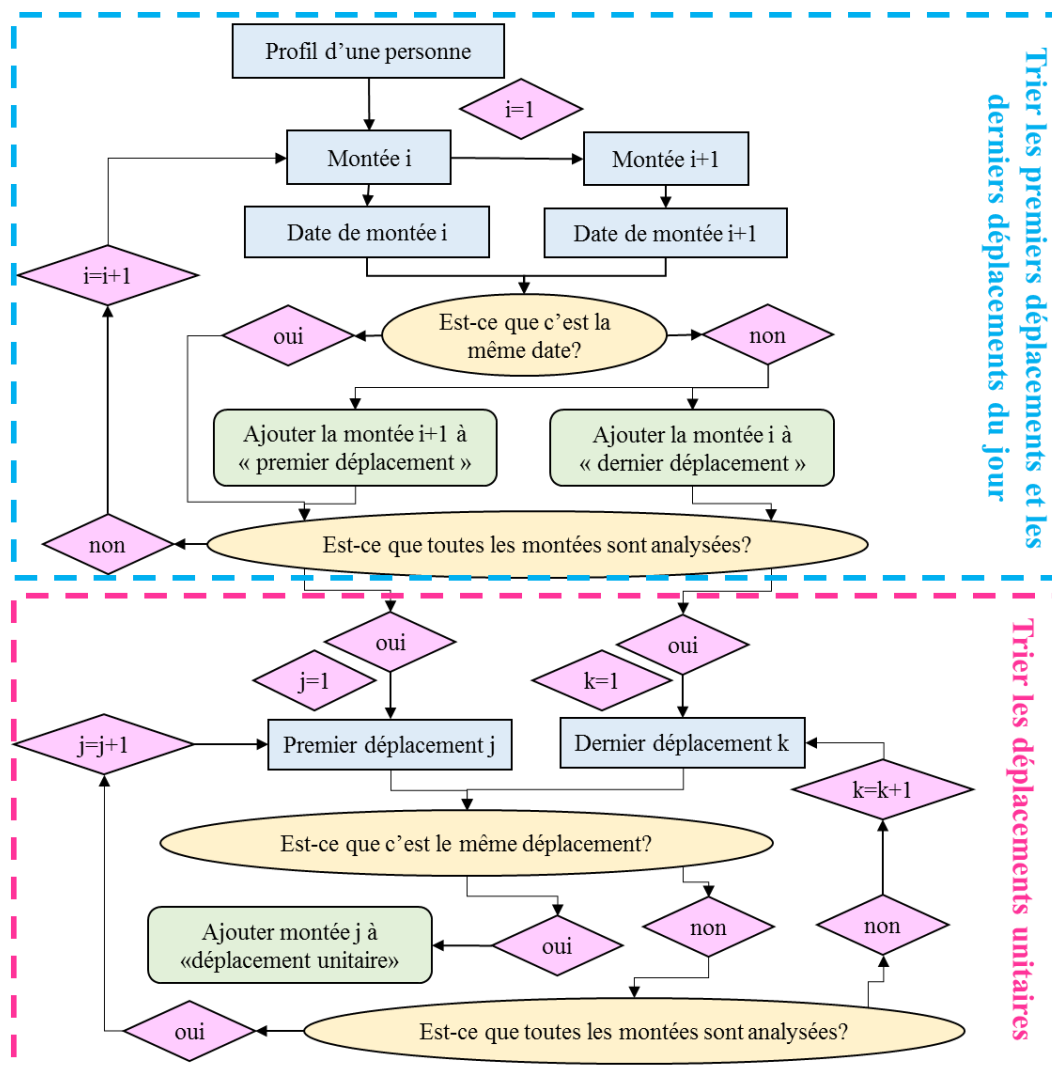 Profil d’une personne
i=1
Montée i
Montée i+1
Date de montée i
Date de montée i+1
i=i+1
Est-ce que c’est la
même date?
oui
non
Ajouter la montée i+1 à
« premier déplacement »
Ajouter la montée i à
« dernier déplacement »
Est-ce que toutes les montées sont analysées?
non
Trier les premiers déplacements et les
derniers déplacements du jour
oui
oui
j=1
k=1
Premier déplacement j
Dernier déplacement k
j=j+1
k=k+1
Est-ce que c’est le même déplacement?
Ajouter montée j à
«déplacement unitaire»
oui
non
non
oui
Est-ce que toutes les montées sont analysées?
Trier les déplacements unitaires